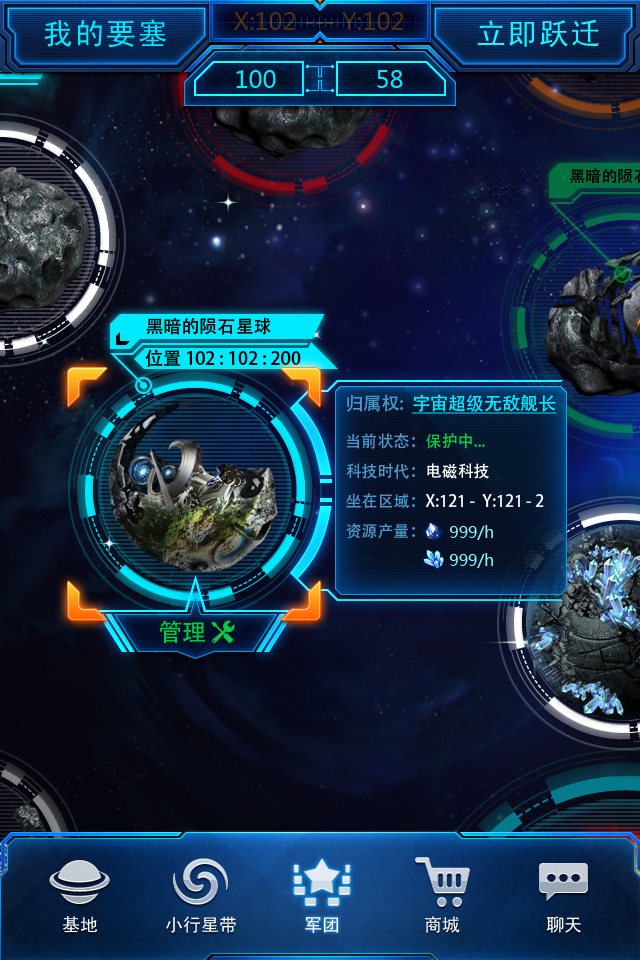 我的要塞
X:102 Y:102
立即跃迁
100 58
黑暗的陨石
黑暗的陨石星球
位置 102 : 102 : 200
归属权: 宇宙超级无敌舰长
当前状态: 保护中...
科技时代: 电磁科技
坐在区域: X:121 - Y:121 - 2
资源产量: 999/h
999/h
管理
基地
小行星带
军团
商城
聊天